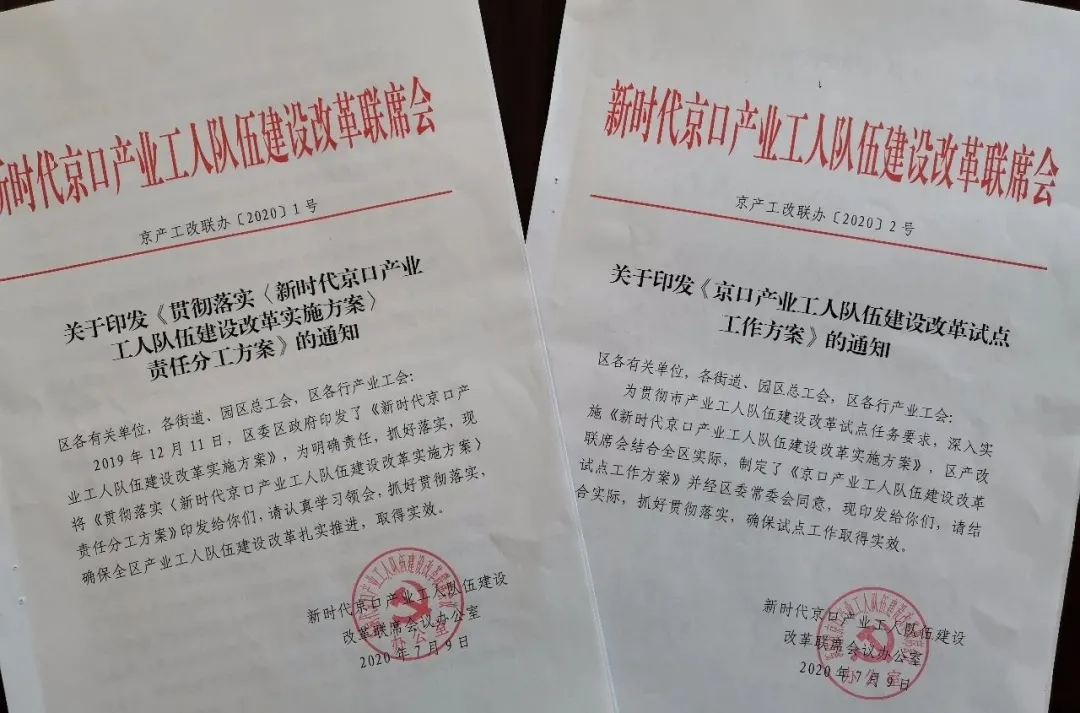 新时代京口产业工人队伍建设改革联席会
京产工改联办〔2020〕1号
关于印发《贯彻落实〈新时代京口产业
工人队伍建设改革实施方案〉
责任分工方案》的通知
区各有关单位，各街道、园区总工会，区各行产业工会：
2019年12月11日，区委区政府印发了《新时代京口产
业工人队伍建设改革实施方案》，为明确责任，抓好落实，现
将《贯彻落实〈新时代京口产业工人队伍建设改革实施方案〉
责任分工方案》印发给你们，请认真学习领会，抓好贯彻落实，
确保全区产业工人队伍建设改革扎实推进，取得实效。
新时代京口产业工人队伍建设
改革联席会议办公室
2020年7月9日
新时代京口产业工人队伍建设改革联席会
京产工改联办〔2020〕2号
关于印发《京口产业工人队伍建设改革试点
工作方案》的通知
区各有关单位，各街道、园区总工会，区各行产业工会：
为贯彻市产业工人队伍建设改革试点任务要求，深入实
施《新时代京口产业工人队伍建设改革实施方案》，区产改
联席会结合全区实际，制定了《京口产业工人队伍建设改革
试点工作方案》并经区委常委会同意，现印发给你们，请结
合实际，抓好贯彻落实，确保试点工作取得实效。
新时代京口产业工人队伍建设
改革联席会议办公室
2020年7月9日